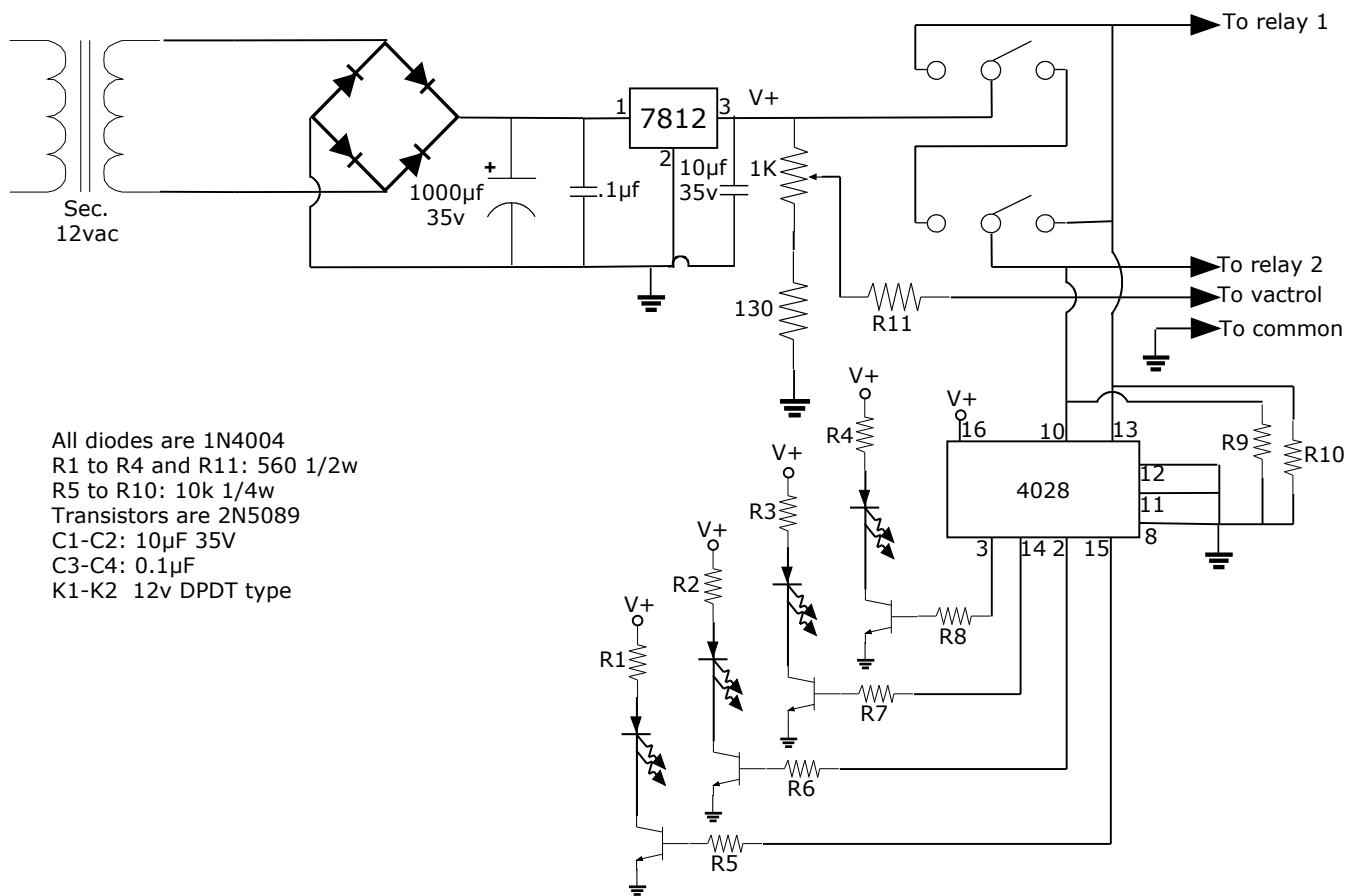 To relay 1
1
7812
3
V+
2
10µf
35v
1K
1000µf
35v
+
.1µf
Sec.
12vac
130
R11
To relay 2
To vactrol
To common
V+
V+
R4
16
10
13
R9
R10
12
4028
11
8
3
14
2
15
All diodes are 1N4004
R1 to R4 and R11: 560 1/2w
R5 to R10: 10k 1/4w
Transistors are 2N5089
C1-C2: 10µF 35V
C3-C4: 0.1µF
K1-K2 12v DPDT type
V+
R3
V+
R2
V+
R1
R8
R7
R6
R5